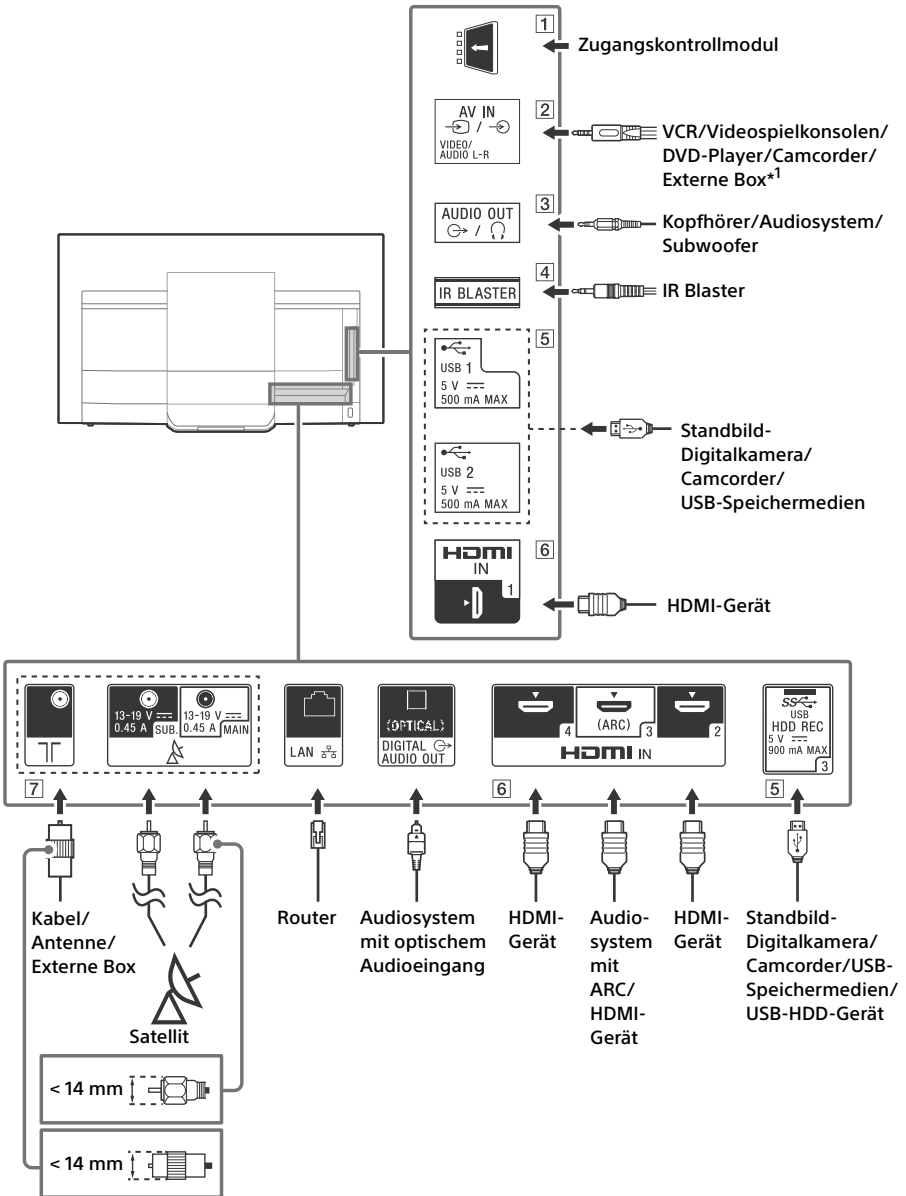 1
Zugangskontrollmodul
AV IN
/
VIDEO/
AUDIO L-R
2
VCR/Videospielkonsolen/
DVD-Player/Camcorder/
Externe Box*1
AUDIO OUT
/
3
Kopfhörer/Audiosystem/
Subwoofer
IR BLASTER
4
IR Blaster
5
USB 1
5 V
500 mA MAX
USB 2
5 V
500 mA MAX
Standbild-
Digitalkamera/
Camcorder/
USB-Speichermedien
HDMI
IN
1
6
HDMI-Gerät
13-19 V
0.45 A
SUB.
13-19 V
0.45 A
MAIN
LAN
(OPTICAL)
DIGITAL
AUDIO OUT
4
(ARC)
3
2
HDMI IN
SS
USB
HDD REC
5 V
900 mA MAX
3
7
6
5
Kabel/
Antenne/
Externe Box
Satellit
Router
Audiosystem
mit optischem
Audioeingang
HDMI-
Gerät
Audio-
system
mit
ARC/
HDMI-
Gerät
HDMI-
Gerät
Standbild-
Digitalkamera/
Camcorder/USB-
Speichermedien/
USB-HDD-Gerät
< 14 mm
< 14 mm